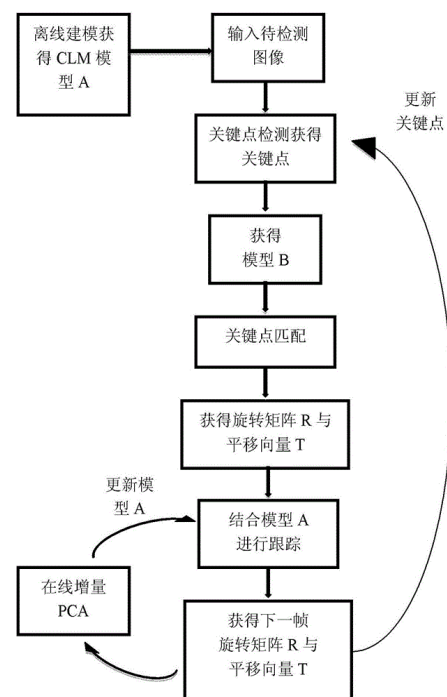 离线建模获
得 CLM 模
型 A
输入待检测
图像
更新
关键点
关键点检测获得
关键点
获得
模型 B
关键点匹配
获得旋转矩阵 R 与
平移向量 T
更新模
型 A
结合模型 A
进行跟踪
在线增量
PCA
获得下一帧
旋转矩阵 R 与
平移向量 T